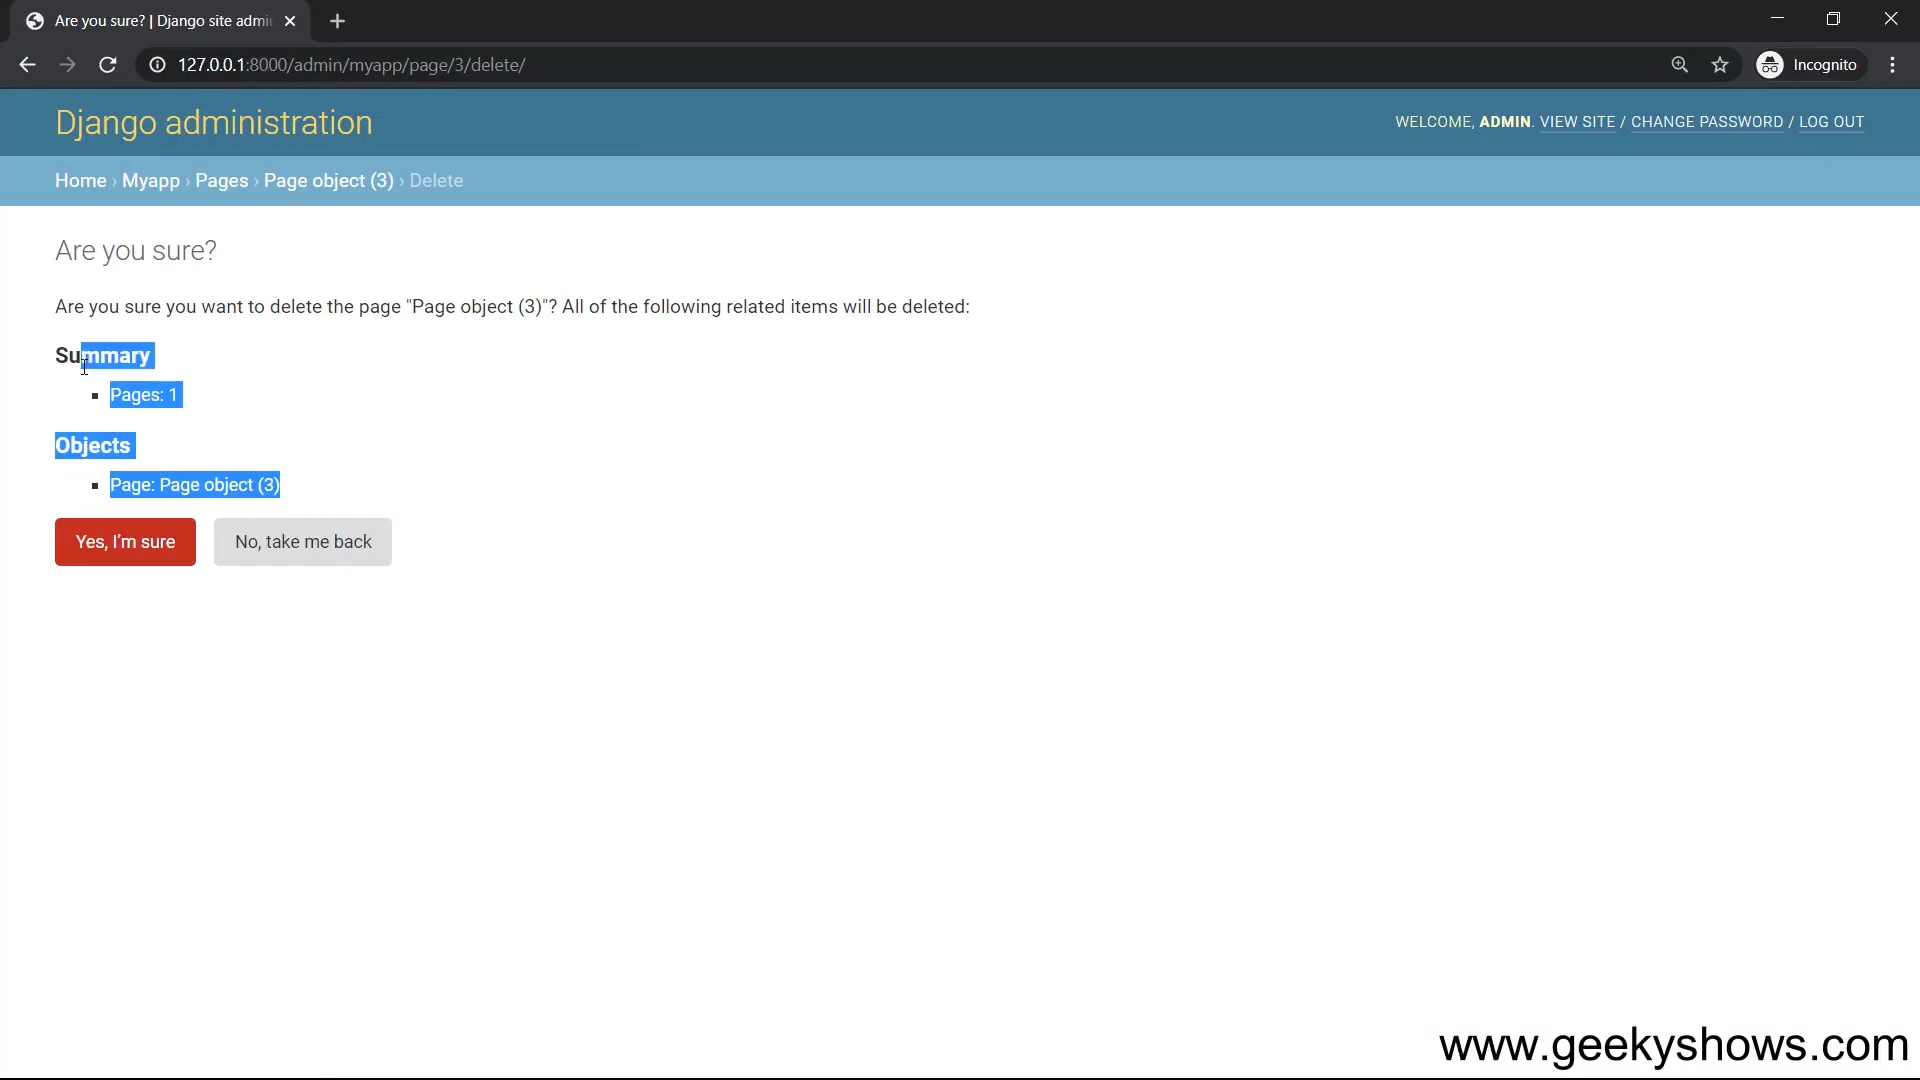 Are you sure? | Django site admi
127.0.0.1:8000/admin/myapp/page/3/delete/
Incognito
Django administration
WELCOME, ADMIN. VIEW SITE / CHANGE PASSWORD / LOG OUT
Home › Myapp › Pages › Page object (3) › Delete
Are you sure?
Are you sure you want to delete the page "Page object (3)"? All of the following related items will be deleted:
Summary
Pages: 1
Objects
Page: Page object (3)
Yes, I’m sure
No, take me back
www.geekyshows.com